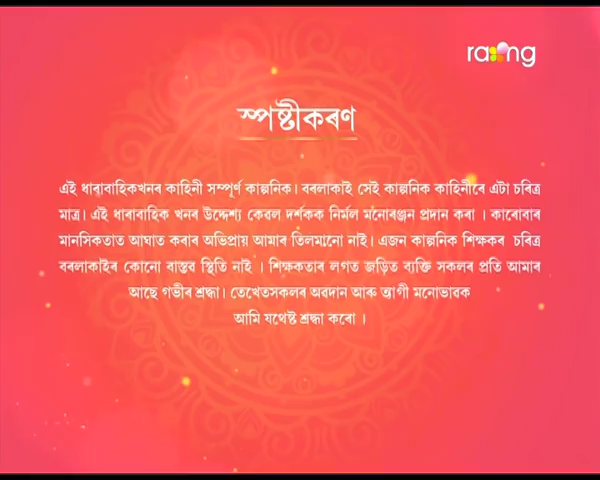 rang
স্পষ্টীকৰণ
এই ধাৰাবাহিকখনৰ কাহিনী সম্পূৰ্ণ কাল্পনিক। বৰলাকাই সেই কাল্পনিক কাহিনীৰে এটা চৰিত্ৰ
মাত্ৰ। এই ধাৰাবাহিক খনৰ উদ্দেশ্য কেৱল দৰ্শকক নিৰ্মল মনোৰঞ্জন প্ৰদান কৰা । কাৰোবাৰ
মানসিকতাত আঘাত কৰাৰ অভিপ্ৰায় আমাৰ তিলমানো নাই। এজন কাল্পনিক শিক্ষকৰ চৰিত্ৰ
বৰলাকাইৰ কোনো বাস্তৱ স্থিতি নাই । শিক্ষকতাৰ লগত জড়িত ব্যক্তি সকলৰ প্ৰতি আমাৰ
আছে গভীৰ শ্ৰদ্ধা। তেখেতসকলৰ অৱদান আৰু ত্যাগী মনোভাৱক
আমি যথেষ্ট শ্ৰদ্ধা কৰো ।